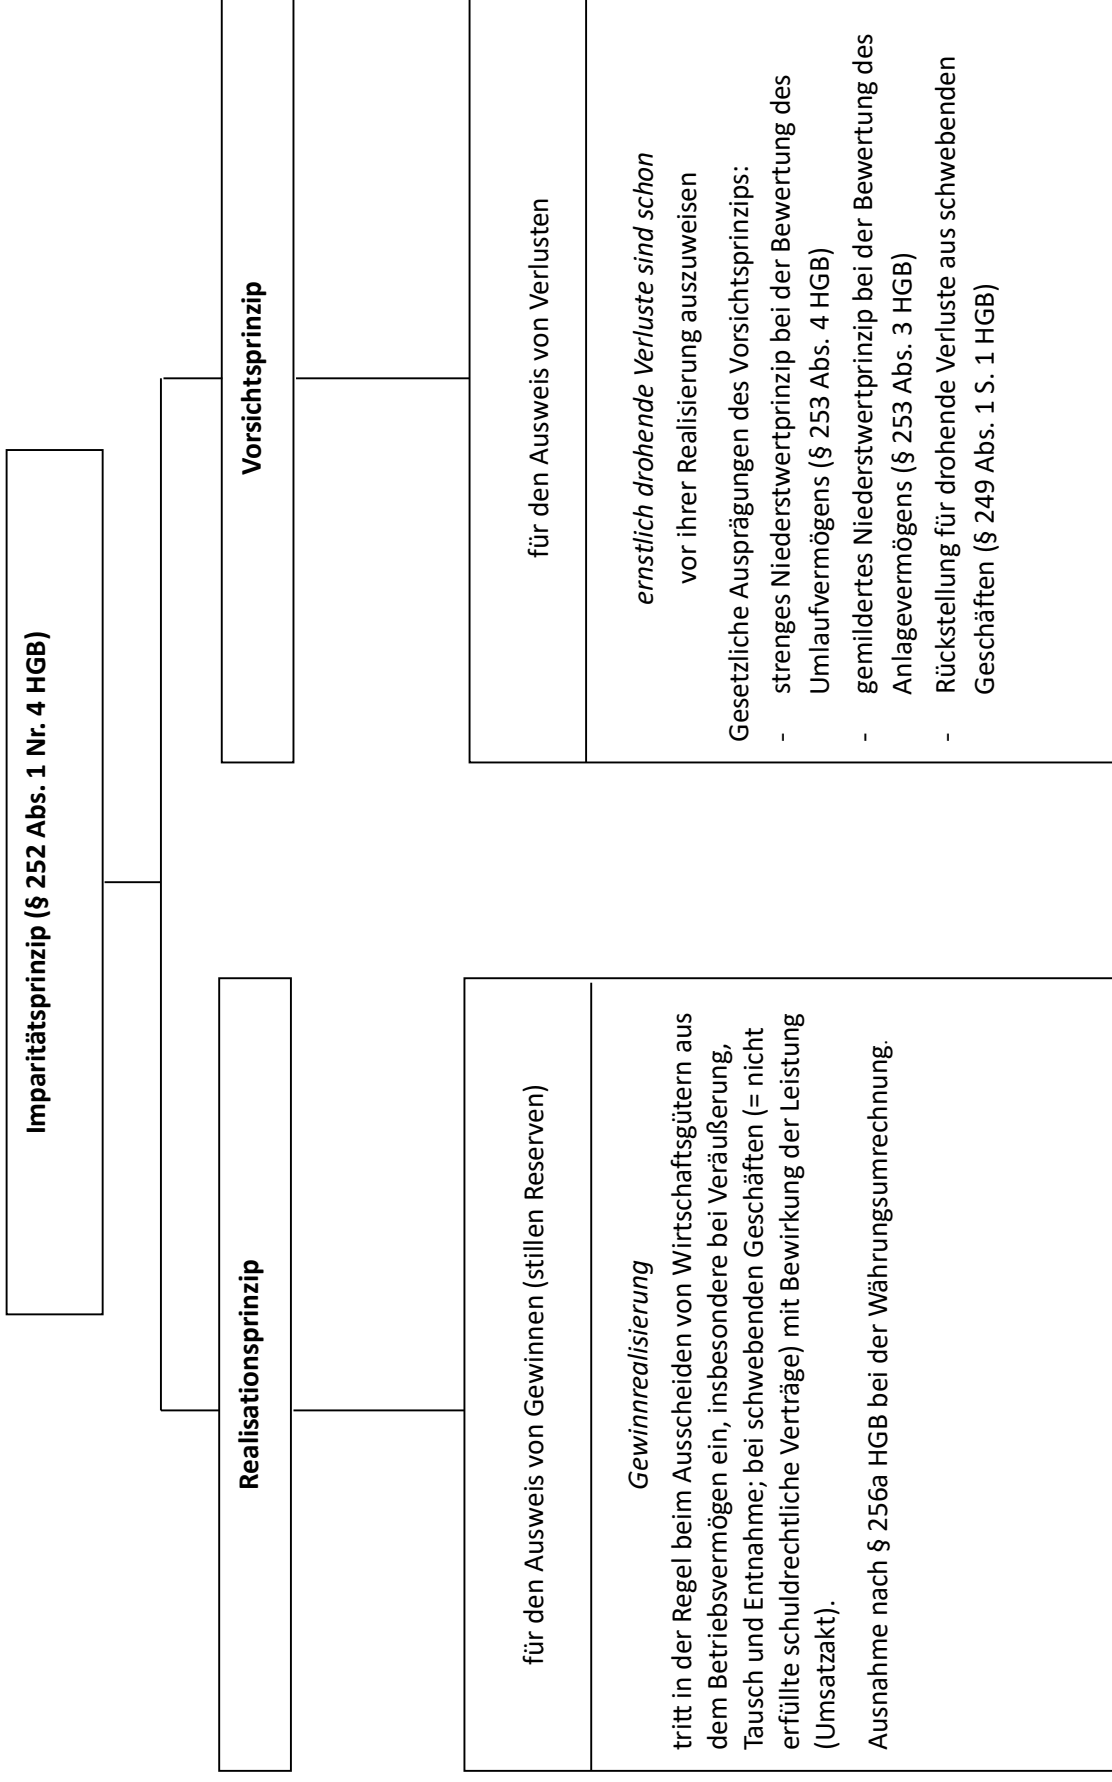 Imparitätsprinzip (§ 252 Abs. 1 Nr. 4 HGB)
Realisationsprinzip
für den Ausweis von Gewinnen (stillen Reserven)
Gewinnrealisierung
tritt in der Regel beim Ausscheiden von Wirtschaftsgütern aus
dem Betriebsvermögen ein, insbesondere bei Veräußerung,
Tausch und Entnahme; bei schwebenden Geschäften (= nicht
erfüllte schuldrechtliche Verträge) mit Bewirkung der Leistung
(Umsatzakt).
Ausnahme nach § 256a HGB bei der Währungsumrechnung.
Vorsichtsprinzip
für den Ausweis von Verlusten
ernstlich drohende Verluste sind schon
vor ihrer Realisierung auszuweisen
Gesetzliche Ausprägungen des Vorsichtsprinzips:
- strenges Niederstwertprinzip bei der Bewertung des
Umlaufvermögens (§ 253 Abs. 4 HGB)
- gemildertes Niederstwertprinzip bei der Bewertung des
Anlagevermögens (§ 253 Abs. 3 HGB)
- Rückstellung für drohende Verluste aus schwebenden
Geschäften (§ 249 Abs. 1 S. 1 HGB)